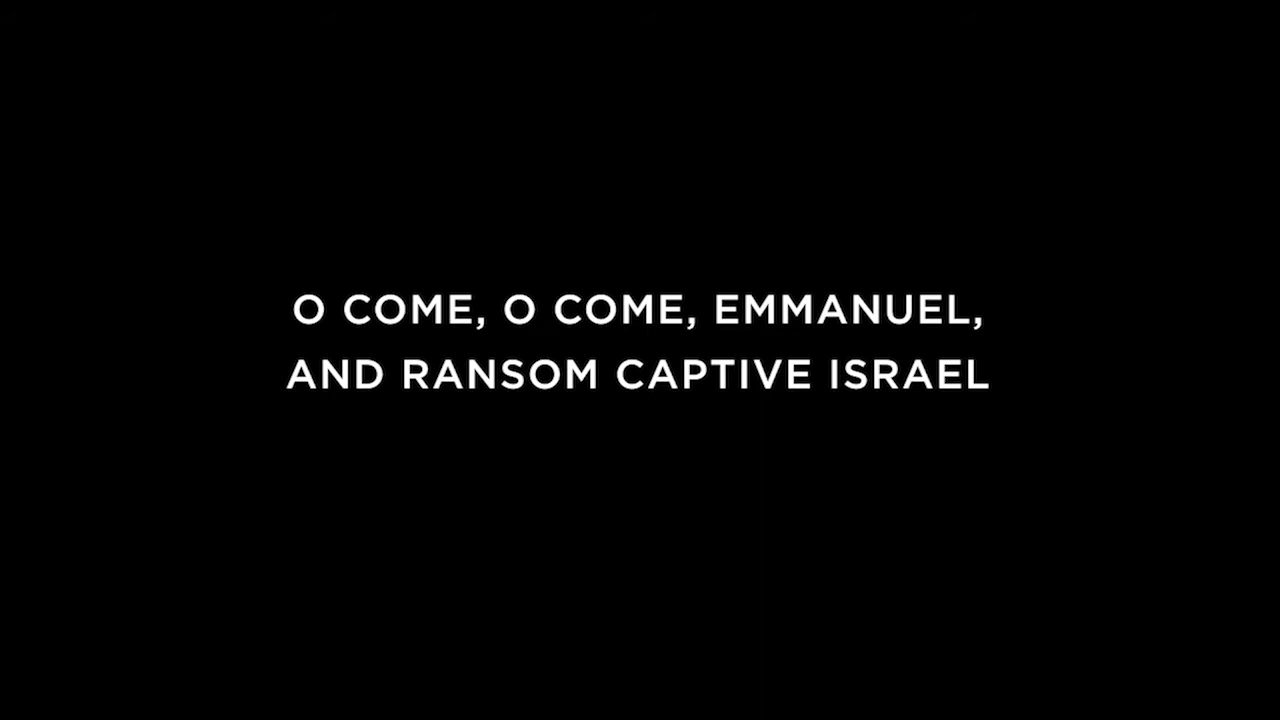 O COME, O COME, EMMANUEL,
AND RANSOM CAPTIVE ISRAEL